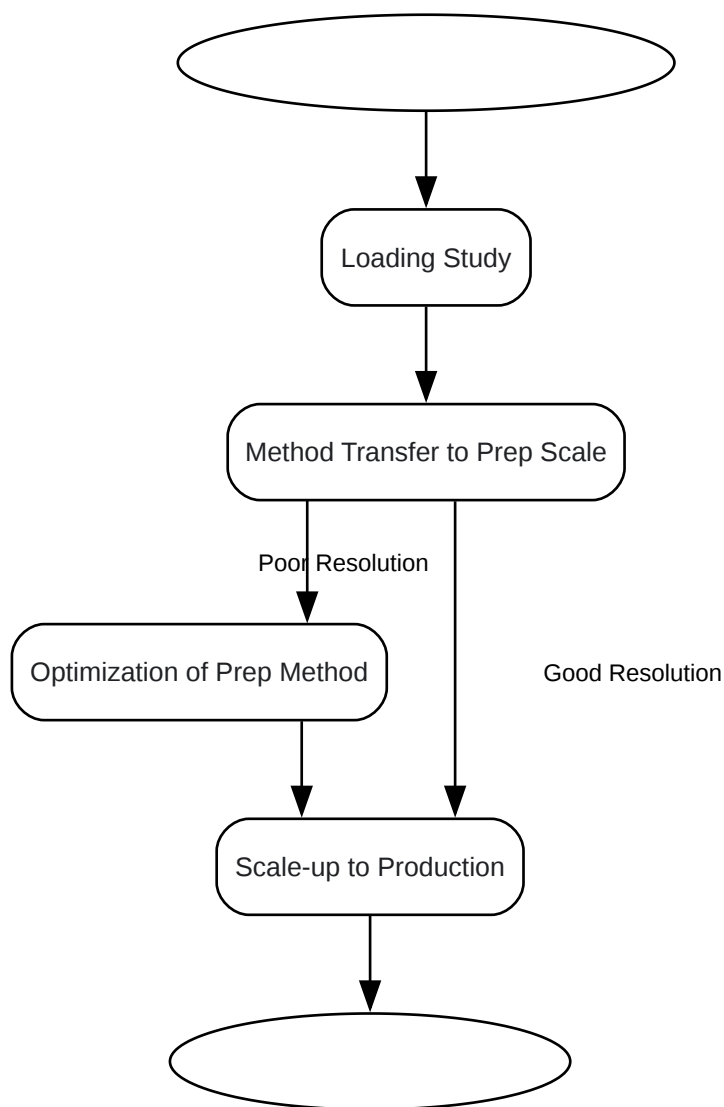 Loading Study
Method Transfer to Prep Scale
Poor Resolution
Optimization of Prep Method
Good Resolution
Scale-up to Production